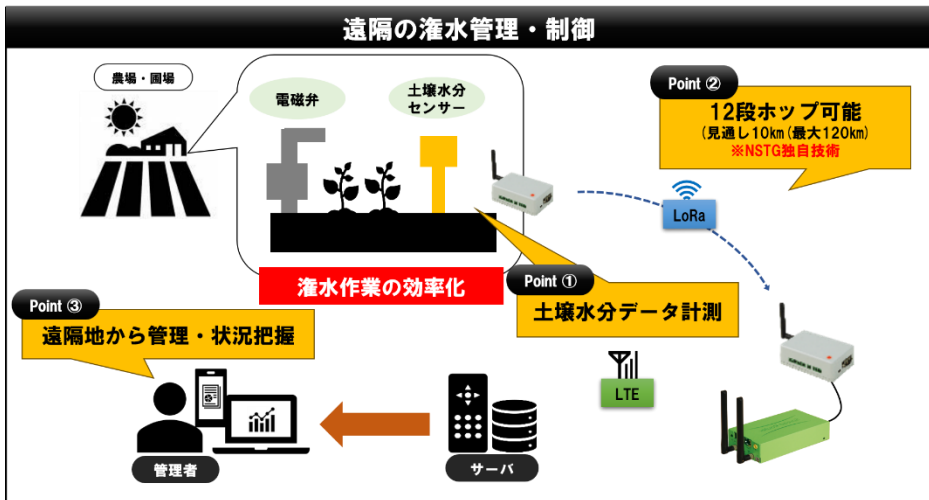 遠隔の潅水管理・制御
農場・圃場
電磁弁
土壌水分
センサー
Point ②
12段ホップ可能
(見通し10km(最大120km)
※NSTG独自技術
LoRa
潅水作業の効率化
Point ①
土壌水分データ計測
Point ③
遠隔地から管理・状況把握
LTE
管理者
サーバ